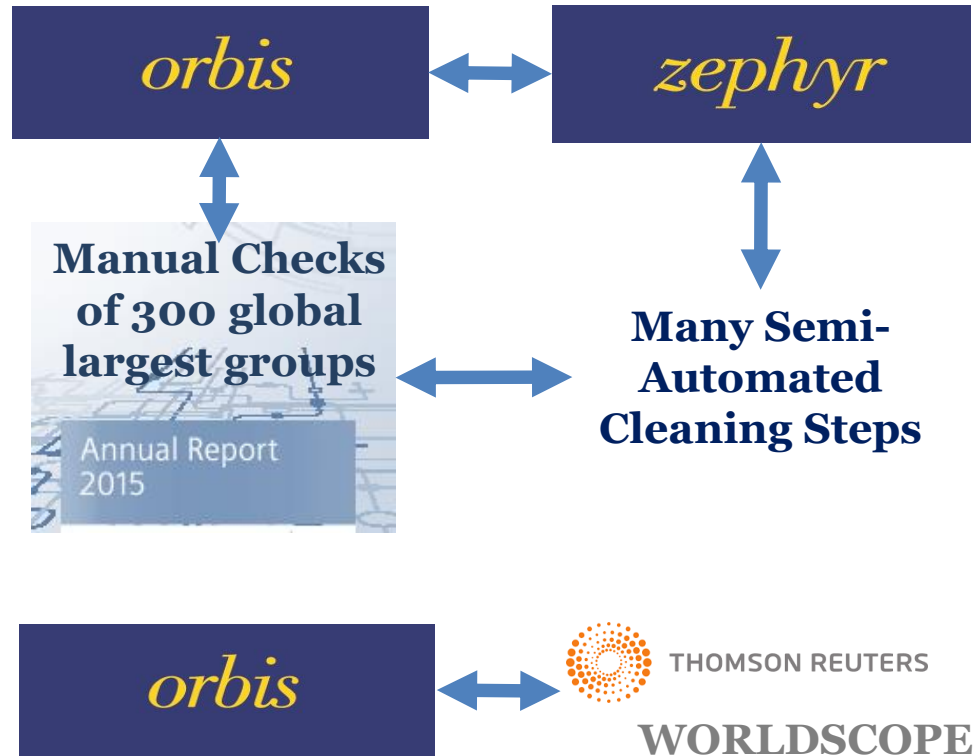 orbis
zephyr
Manual Checks
of 300 global
largest groups
Annual Report
2015
Many Semi-
Automated
Cleaning Steps
orbis
THOMSON REUTERS
WORLDSCOPE